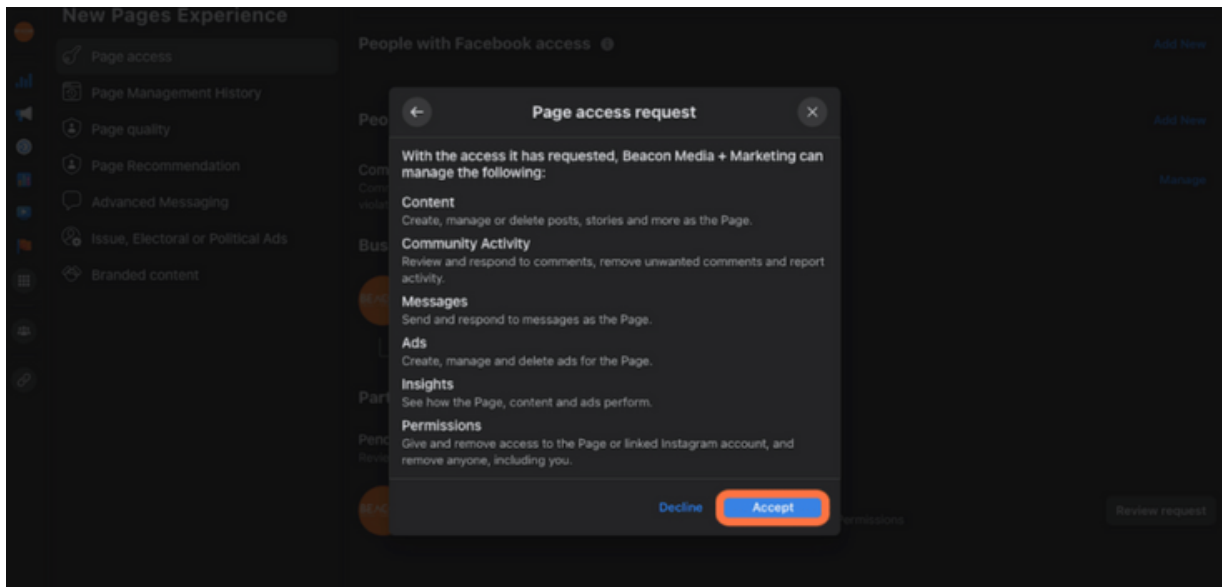 New Pages Experience
Page access
Page Management History
Page quality
Page Recommendation
Advanced Messaging
Issue, Electoral or Political Ads
Branded content
People with Facebook access
Add New
Peo
Add New
Com
Manage
Bus
Part
Pend
Review request
Page access request
With the access it has requested, Beacon Media + Marketing can
manage the following:
Content
Create, manage or delete posts, stories and more as the Page.
Community Activity
Review and respond to comments, remove unwanted comments and report
activity.
Messages
Send and respond to messages as the Page.
Ads
Create, manage and delete ads for the Page.
Insights
See how the Page, content and ads perform.
Permissions
Give and remove access to the Page or linked Instagram account, and
remove anyone, including you.
Decline
Accept